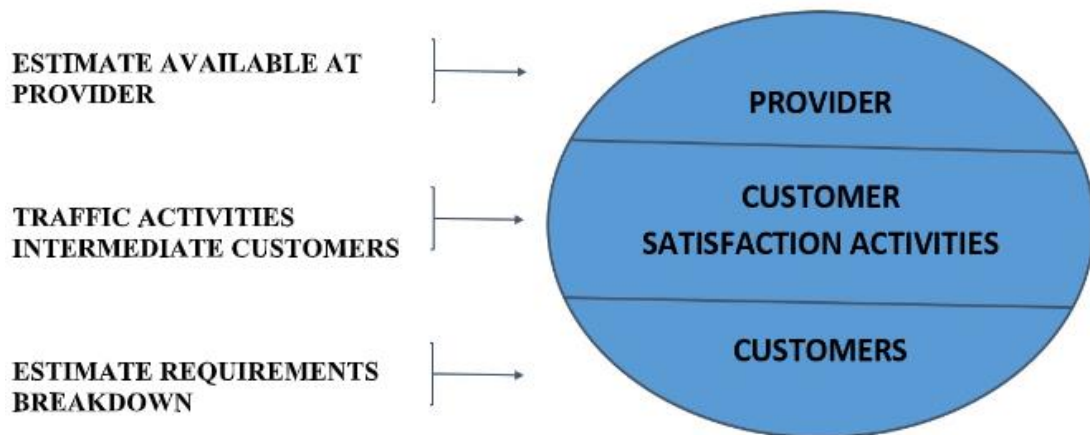 ESTIMATE AVAILABLE AT
PROVIDER
PROVIDER
TRAFFIC ACTIVITIES
INTERMEDIATE CUSTOMERS
CUSTOMER
SATISFACTION ACTIVITIES
ESTIMATE REQUIREMENTS
BREAKDOWN
CUSTOMERS